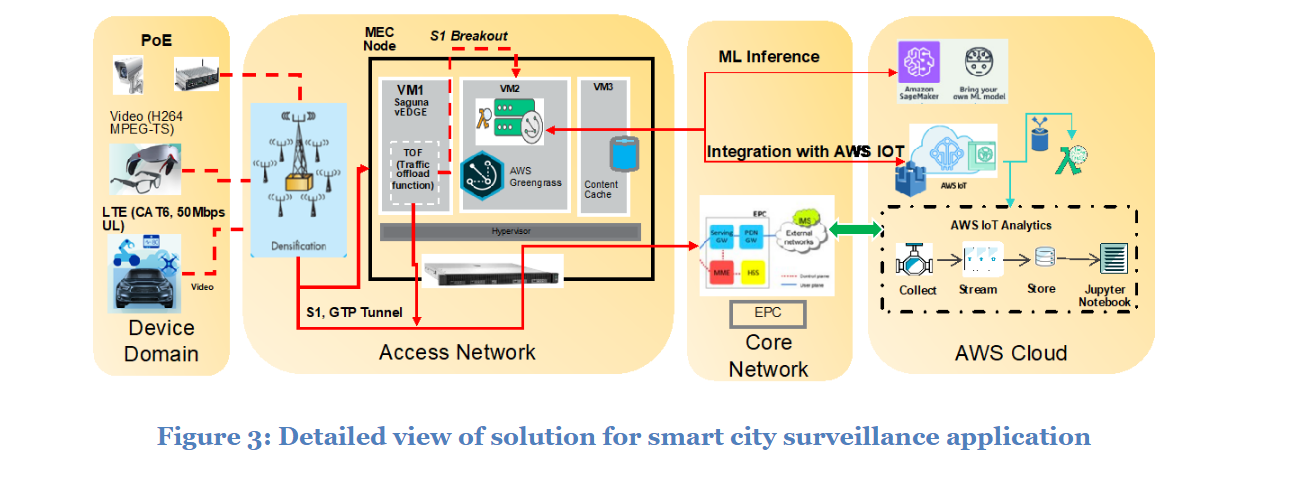 PoE
Video (H264
MPEG-TS)
LTE (CAT6, 50Mbps
UL)
Video
Device
Domain
Densification
MEC
Node
S1 Breakout
VM1
Saguna
vEDGE
TOF
(Traffic
offload
function)
VM2
AWS
Greengrass
VM3
Content
Cache
Hypervisor
S1, GTP Tunnel
Access Network
ML Inference
Integration with AWS IOT
EPC
Serving
GW
PDN
GW
IMS
External
networks
MME
HSS
Control plane
User plane
EPC
Core
Network
Amazon
SageMaker
Bring your
own ML model
AWS IoT
AWS IoT Analytics
Collect
Stream
Store
Jupyter
Notebook
AWS Cloud
Figure 3: Detailed view of solution for smart city surveillance application